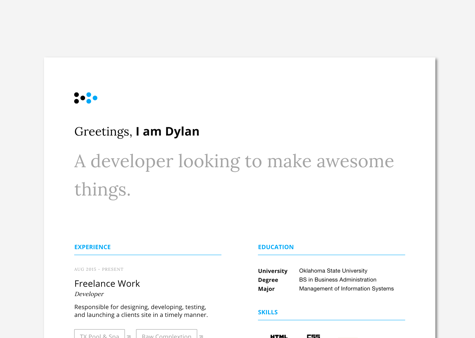 Greetings, I am Dylan
A developer looking to make awesome
things.
EXPERIENCE
AUG 2013 - PRESENT
Freelance Work
Developer
Responsible for designing, developing, testing,
and launching a clients site in a timely manner.
TX Pool & Spa
Raw Complexion
EDUCATION
University Oklahoma State University
Degree BS in Business Administration
Major Management of Information Systems
SKILLS
HTML CSS